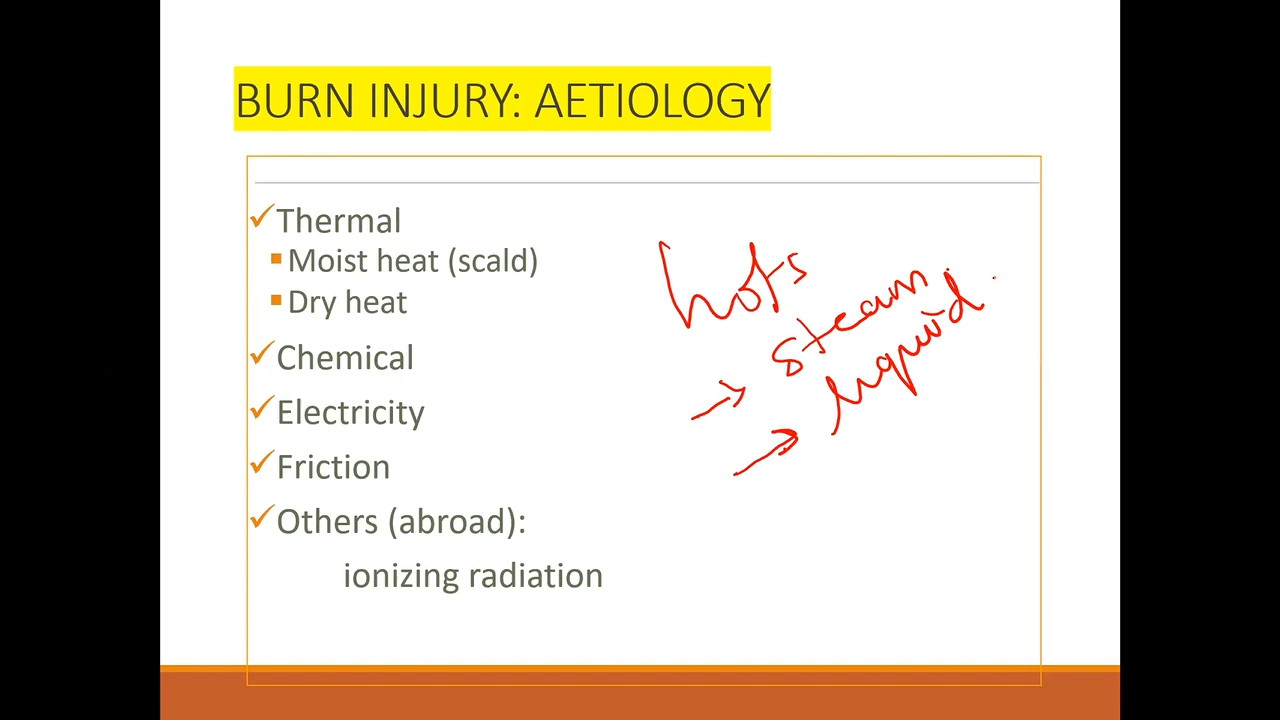 BURN INJURY: AETIOLOGY
Thermal
Moist heat (scald)
Dry heat
Chemical
Electricity
Friction
Others (abroad):
ionizing radiation
hots
→ steam
→ liquid